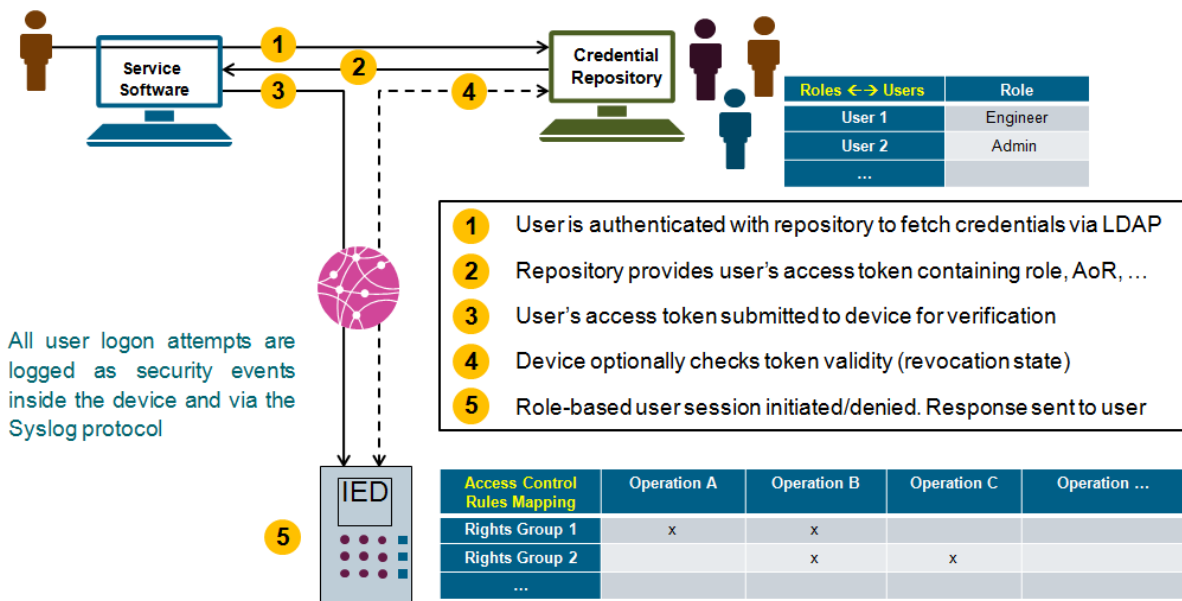 1
2
3
4
Service
Software
Credential
Repository
Roles ←→ Users Role
User 1 Engineer
User 2 Admin
...
1 User is authenticated with repository to fetch credentials via LDAP
2 Repository provides user's access token containing role, AoR, ...
3 User's access token submitted to device for verification
4 Device optionally checks token validity (revocation state)
5 Role-based user session initiated/denied. Response sent to user
All user logon attempts are
logged as security events
inside the device and via the
Syslog protocol
IED
5
Access Control
Rules Mapping
Operation A Operation B Operation C Operation ...
Rights Group 1 x x
Rights Group 2 x x
...